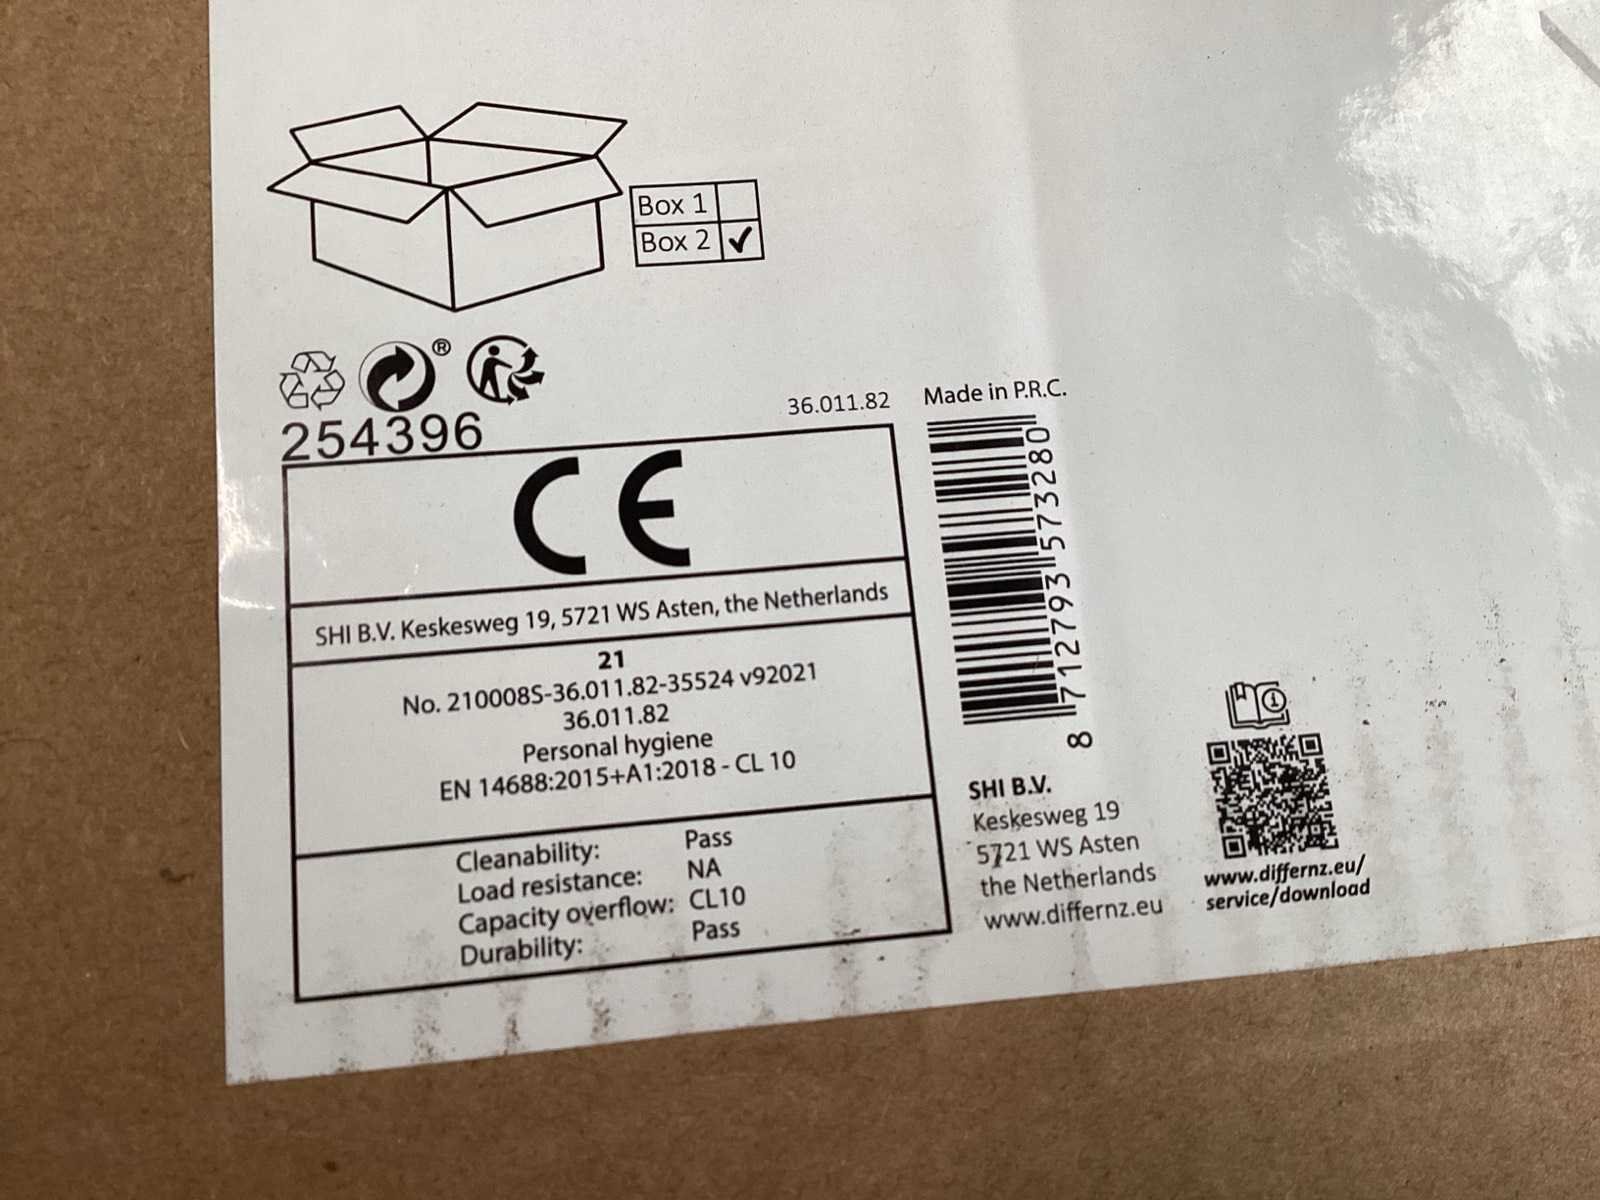 Box 1
Box 2 ✓
®
254396
36.011.82
Made in P.R.C.
CE
SHI B.V. Keskesweg 19, 5721 WS Asten, the Netherlands
21
No. 210008S-36.011.82-35524 v92021
36.011.82
Personal hygiene
EN 14688:2015+A1:2018 - CL 10
Cleanability: Pass
Load resistance: NA
Capacity overflow: CL10
Durability: Pass
8 712793 573280
SHI B.V.
Keskesweg 19
5721 WS Asten
the Netherlands
www.differnz.eu
www.differnz.eu/
service/download